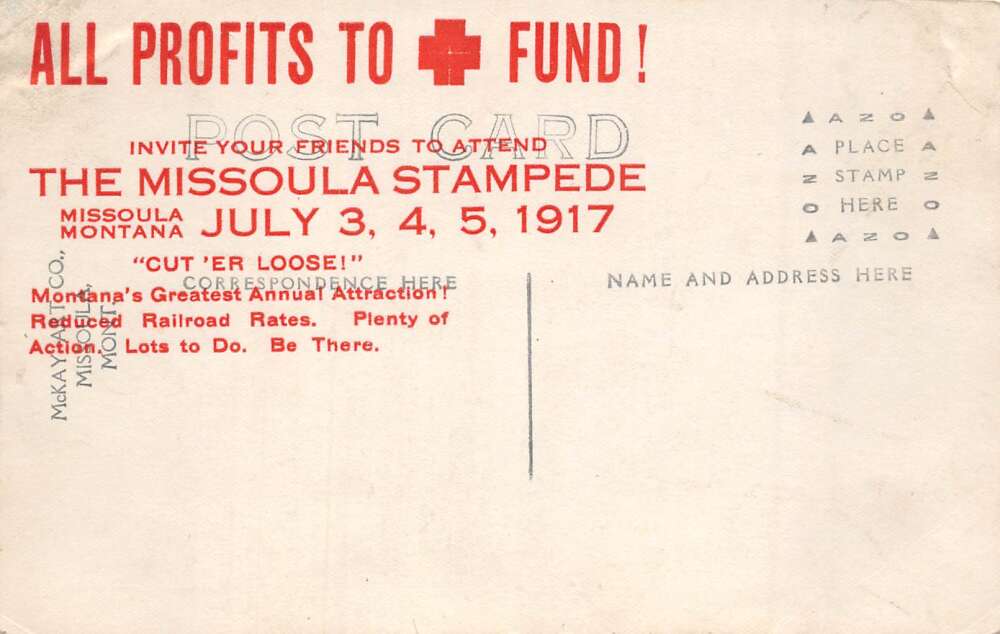 ALL PROFITS TO FUND!
POST CARD
INVITE YOUR FRIENDS TO ATTEND
THE MISSOULA STAMPEDE
MISSOULA
MONTANA
JULY 3, 4, 5, 1917
"CUT 'ER LOOSE!"
CORRESPONDENCE HERE
Montana's Greatest Annual Attraction!
Reduced Railroad Rates. Plenty of
Action. Lots to Do. Be There.
McKAY ART CO.,
MISSOULA,
MONT.
AZO
A PLACE A
Z STAMP Z
O HERE O
AZO
NAME AND ADDRESS HERE